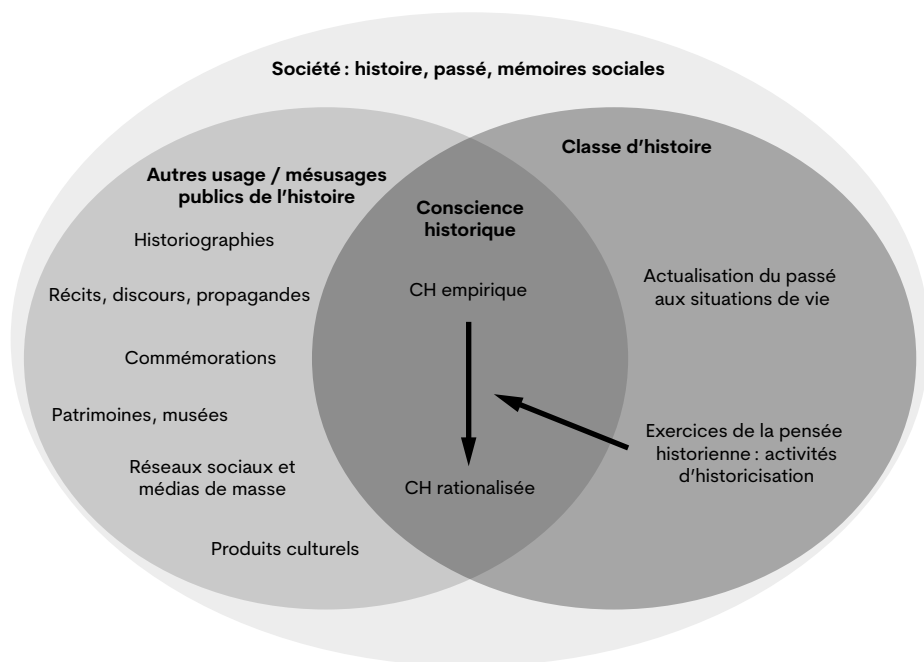 Société : histoire, passé, mémoires sociales
Autres usage / mésusages
publics de l’histoire
Historiographies
Récits, discours, propagandes
Commémorations
Patrimoines, musées
Réseaux sociaux et
médias de masse
Produits culturels
Conscience
historique
CH empirique
CH rationalisée
Classe d’histoire
Actualisation du passé
aux situations de vie
Exercices de la pensée
historienne : activités
d’historicisation